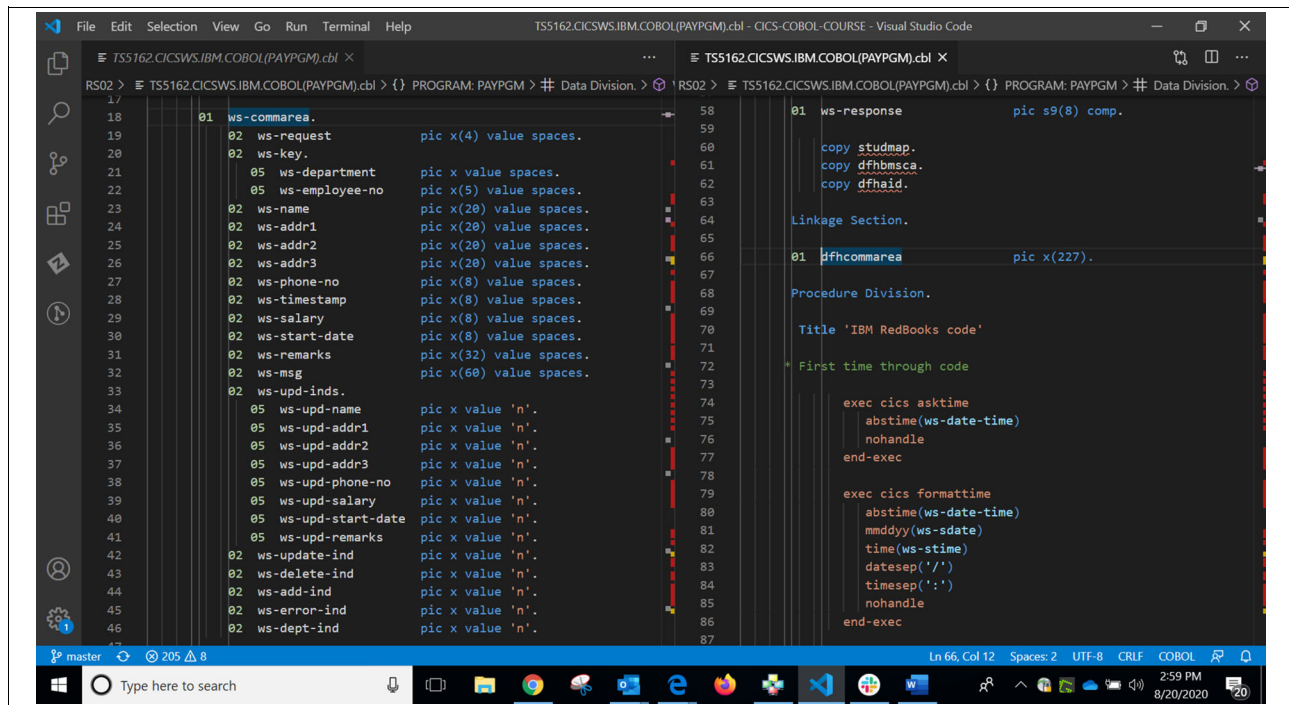 File Edit Selection View Go Run Terminal Help TS5162.CICSWS.IBM.COBOL(PAYPGM).cbl - CICS-COBOL-COURSE - Visual Studio Code
TS5162.CICSWS.IBM.COBOL(PAYPGM).cbl
RS02 > TS5162.CICSWS.IBM.COBOL(PAYPGM).cbl > {} PROGRAM: PAYPGM > Data Division. >
17
18 01 ws-commarea.
19 02 ws-request pic x(4) value spaces.
20 02 ws-key.
21 05 ws-department pic x value spaces.
22 05 ws-employee-no pic x(5) value spaces.
23 02 ws-name pic x(20) value spaces.
24 02 ws-addr1 pic x(20) value spaces.
25 02 ws-addr2 pic x(20) value spaces.
26 02 ws-addr3 pic x(20) value spaces.
27 02 ws-phone-no pic x(8) value spaces.
28 02 ws-timestamp pic x(8) value spaces.
29 02 ws-salary pic x(8) value spaces.
30 02 ws-start-date pic x(8) value spaces.
31 02 ws-remarks pic x(32) value spaces.
32 02 ws-msg pic x(60) value spaces.
33 02 ws-upd-inds.
34 05 ws-upd-name pic x value 'n'.
35 05 ws-upd-addr1 pic x value 'n'.
36 05 ws-upd-addr2 pic x value 'n'.
37 05 ws-upd-addr3 pic x value 'n'.
38 05 ws-upd-phone-no pic x value 'n'.
39 05 ws-upd-salary pic x value 'n'.
40 05 ws-upd-start-date pic x value 'n'.
41 05 ws-upd-remarks pic x value 'n'.
42 02 ws-update-ind pic x value 'n'.
43 02 ws-delete-ind pic x value 'n'.
44 02 ws-add-ind pic x value 'n'.
45 02 ws-error-ind pic x value 'n'.
46 02 ws-dept-ind pic x value 'n'.
TS5162.CICSWS.IBM.COBOL(PAYPGM).cbl
RS02 > TS5162.CICSWS.IBM.COBOL(PAYPGM).cbl > {} PROGRAM: PAYPGM > Data Division. >
58 01 ws-response pic s9(8) comp.
59
60 copy studmap.
61 copy dfhbmsca.
62 copy dfhaid.
63
64 Linkage Section.
65
66 01 dfhcommarea pic x(227).
67
68 Procedure Division.
69
70 Title 'IBM RedBooks code'
71
72 * First time through code
73
74 exec cics asktime
75 abstime(ws-date-time)
76 nohandle
77 end-exec
78
79 exec cics formattime
80 abstime(ws-date-time)
81 mmddyy(ws-sdate)
82 time(ws-stime)
83 datesep('/')
84 timesep(':')
85 nohandle
86 end-exec
87
master 205 8 Ln 66, Col 12 Spaces: 2 UTF-8 CRLF COBOL
Type here to search
2:59 PM
8/20/2020
20